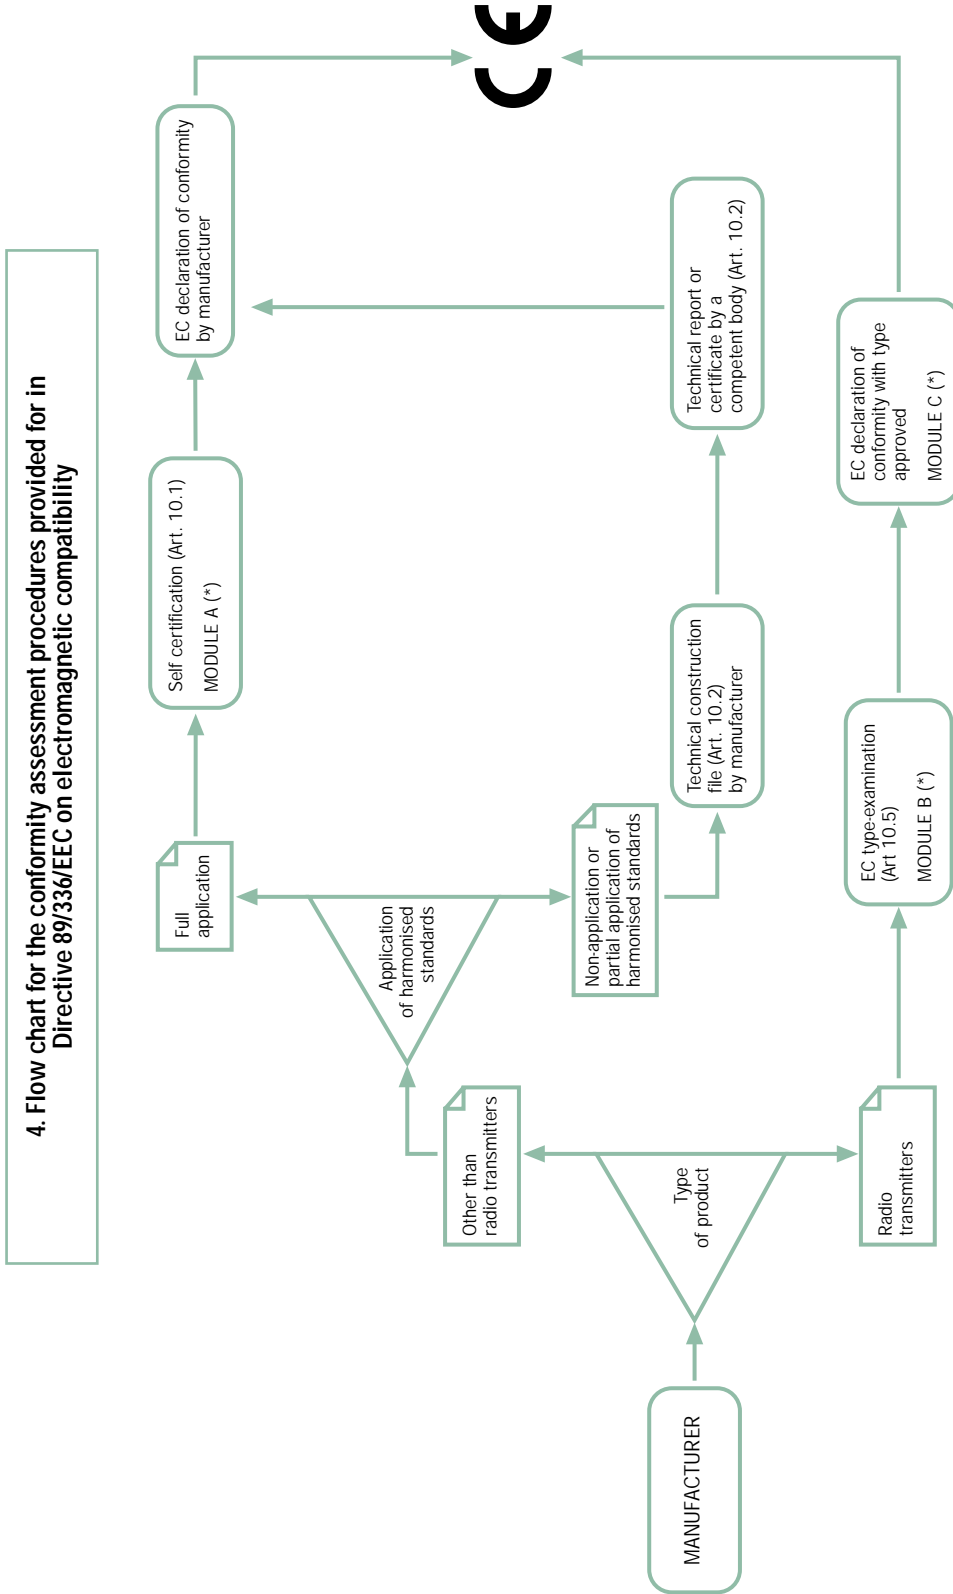 4. Flow chart for the conformity assessment procedures provided for in
Directive 89/336/EEC on electromagnetic compatibility
MANUFACTURER
Type
of product
Other than
radio transmitters
Radio
transmitters
Application
of harmonised
standards
Full
application
Non-application or
partial application of
harmonised standards
Self certification (Art. 10.1)
MODULE A (*)
Technical construction
file (Art. 10.2)
by manufacturer
EC type-examination
(Art 10.5)
MODULE B (*)
EC declaration of conformity
by manufacturer
Technical report or
certificate by a
competent body (Art. 10.2)
EC declaration of
conformity with type
approved
MODULE C (*)
CE